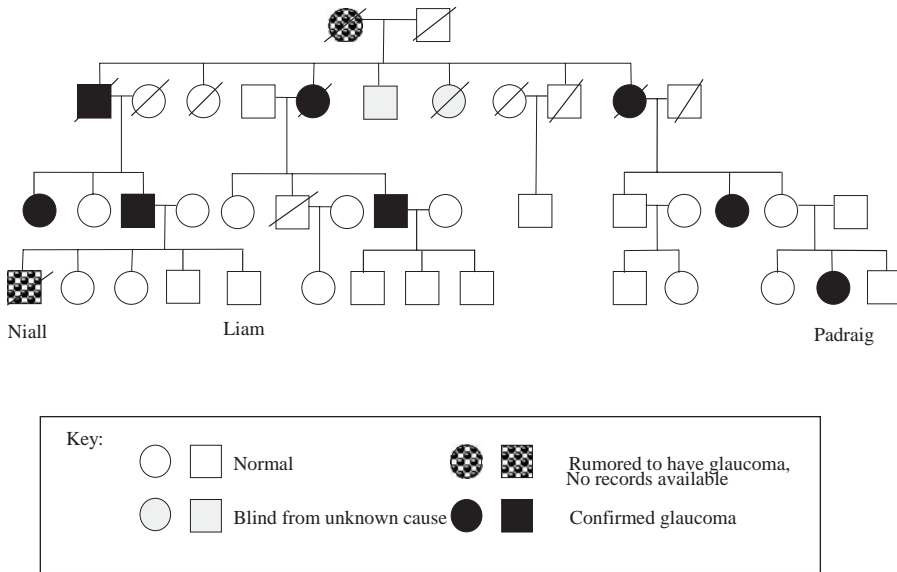 Niall
Liam
Padraig
Key:
Normal
Rumored to have glaucoma,
No records available
Blind from unknown cause
Confirmed glaucoma